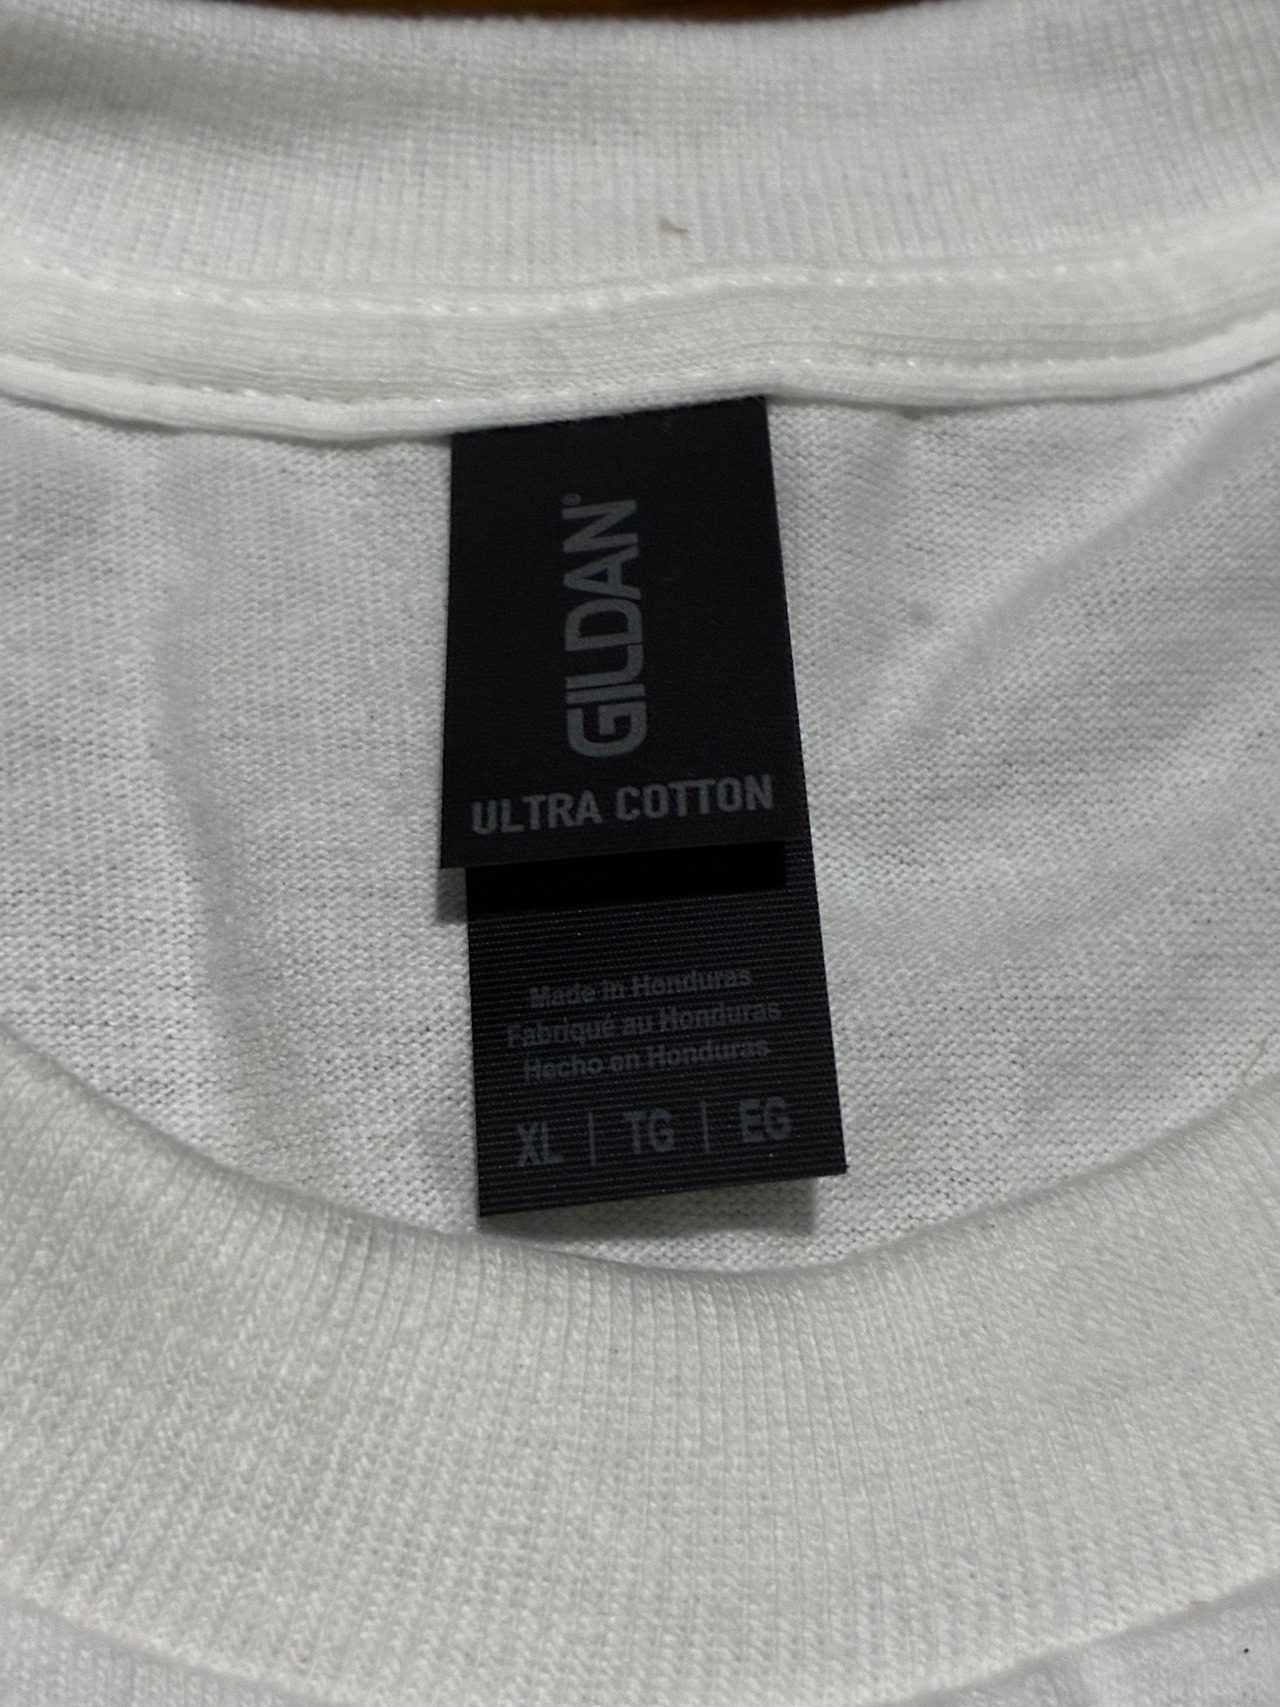 GILDAN®
ULTRA COTTON
Made in Honduras
Fabriqué au Honduras
Hecho en Honduras
XL | TG | EG